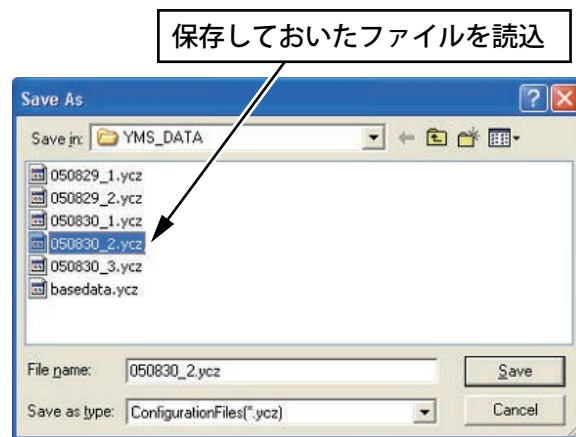 保存しておいたファイルを読込
Save As
Save in: YMS_DATA
050829_1.ycz
050829_2.ycz
050830_1.ycz
050830_2.ycz
050830_3.ycz
basedata.ycz
File name: 050830_2.ycz Save
Save as type: ConfigurationFiles(*.ycz) Cancel